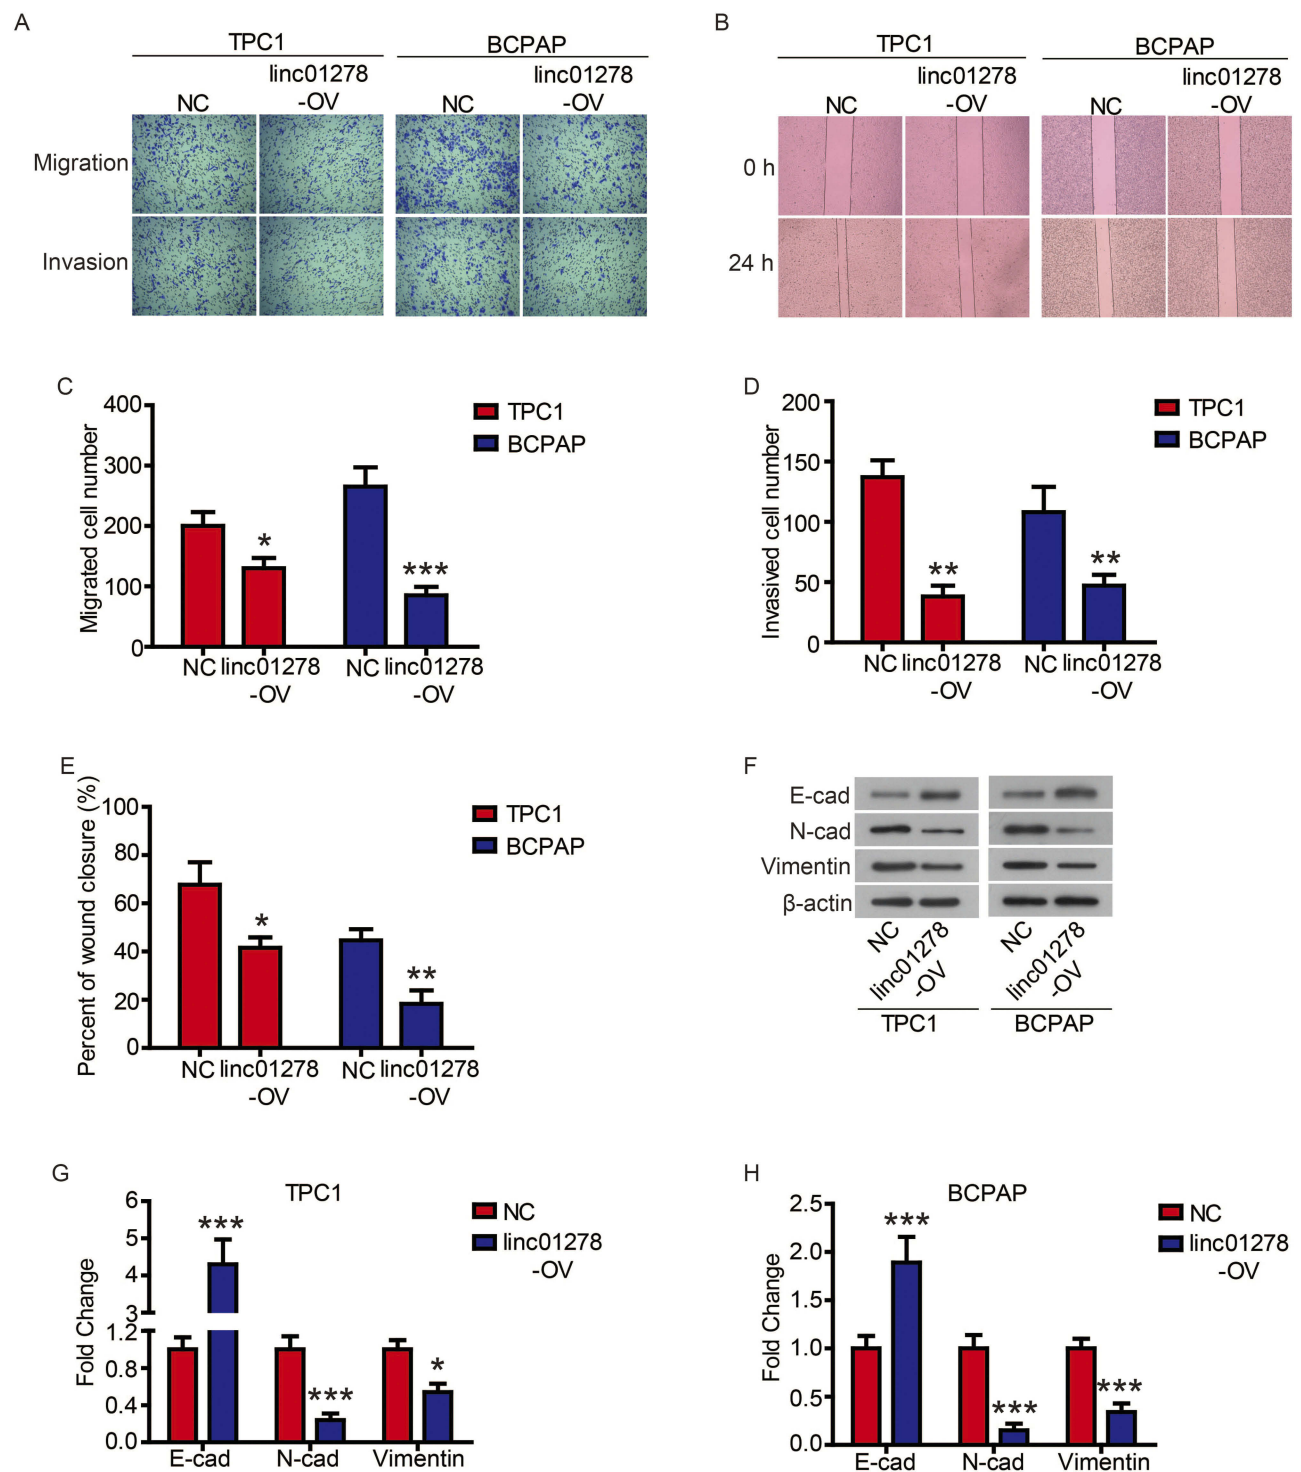 A
TPC1
BCPAP
linc01278
-OV
linc01278
-OV
NC
NC
Migration
Invasion
B
TPC1
BCPAP
linc01278
-OV
linc01278
-OV
NC
NC
0 h
24 h
C
Migrated cell number
400
300
200
100
0
*
***
TPC1
BCPAP
NC linc01278
-OV
NC linc01278
-OV
D
Invasived cell number
200
150
100
50
0
**
**
TPC1
BCPAP
NC linc01278
-OV
NC linc01278
-OV
E
Percent of wound closure (%)
100
80
60
40
20
0
*
**
TPC1
BCPAP
NC linc01278
-OV
NC linc01278
-OV
F
E-cad
N-cad
Vimentin
β-actin
NC
linc01278
-OV
NC
linc01278
-OV
TPC1
BCPAP
G
TPC1
Fold Change
6
5
4
3
1.2
0.8
0.4
0.0
***
***
*
NC
linc01278
-OV
E-cad N-cad Vimentin
H
BCPAP
Fold Change
2.5
2.0
1.5
1.0
0.5
0.0
***
***
***
NC
linc01278
-OV
E-cad N-cad Vimentin